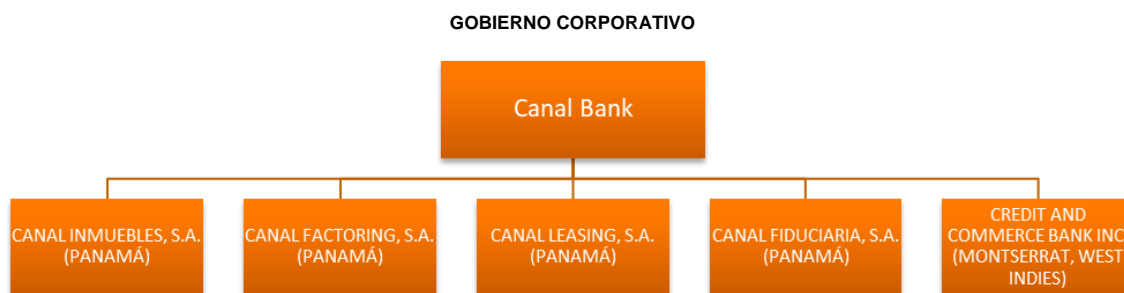 GOBIERNO CORPORATIVO
Canal Bank
CANAL INMUEBLES, S.A.
(PANAMÁ)
CANAL FACTORING, S.A.
(PANAMÁ)
CANAL LEASING, S.A.
(PANAMÁ)
CANAL FIDUCIARIA, S.A.
(PANAMÁ)
CREDIT AND
COMMERCE BANK INC
(MONTSERRAT, WEST
INDIES)